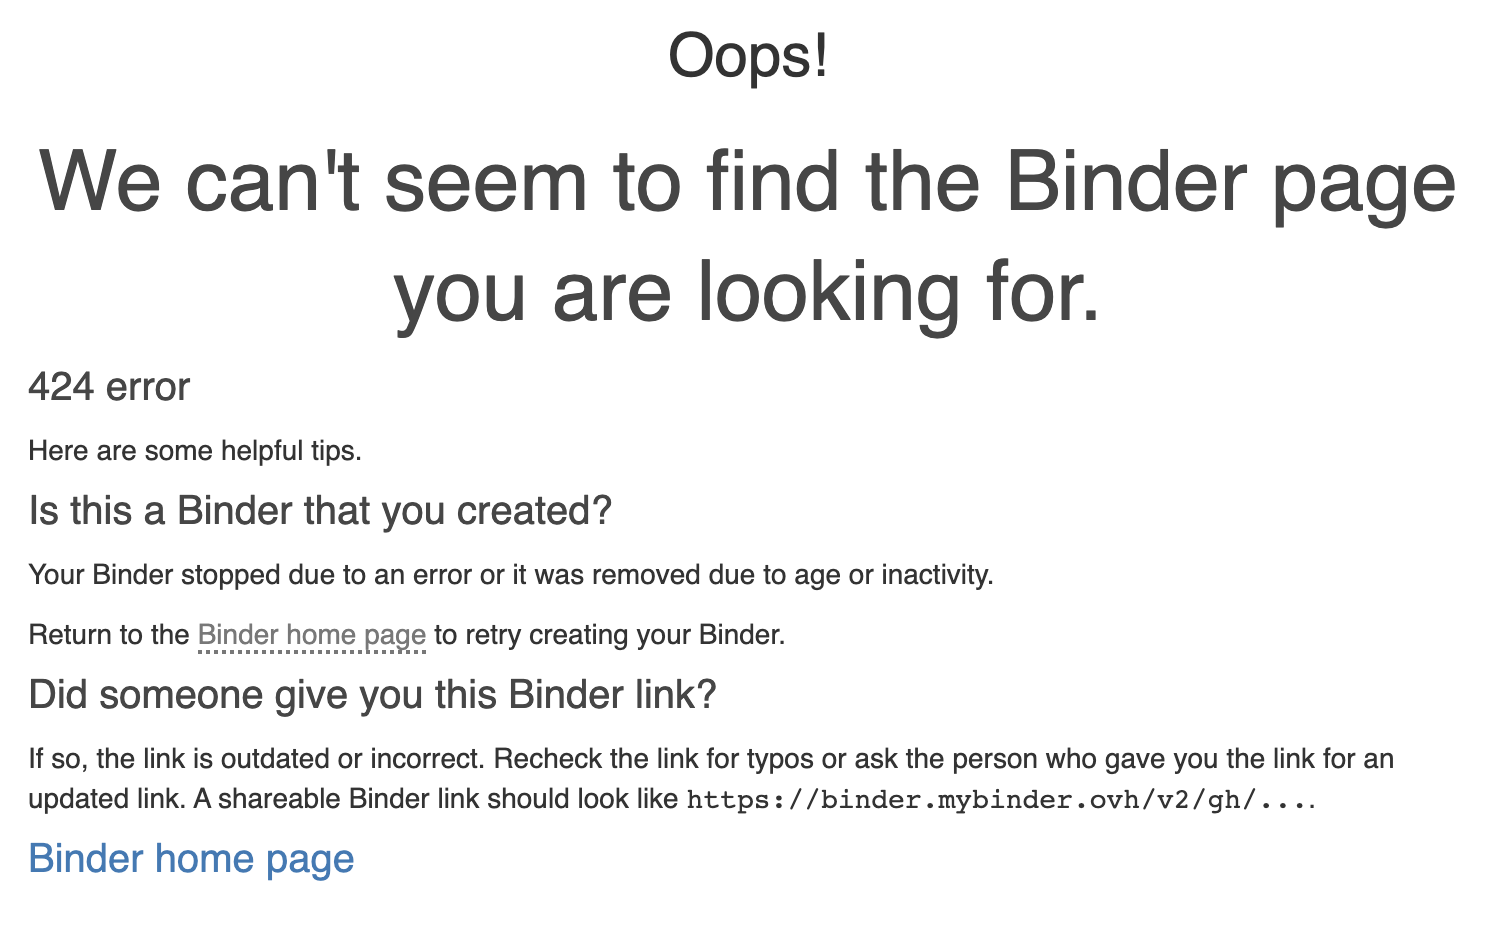 Oops!
We can't seem to find the Binder page
you are looking for.
424 error
Here are some helpful tips.
Is this a Binder that you created?
Your Binder stopped due to an error or it was removed due to age or inactivity.
Return to the Binder home page to retry creating your Binder.
Did someone give you this Binder link?
If so, the link is outdated or incorrect. Recheck the link for typos or ask the person who gave you the link for an
updated link. A shareable Binder link should look like https://binder.mybinder.ovh/v2/gh/....
Binder home page